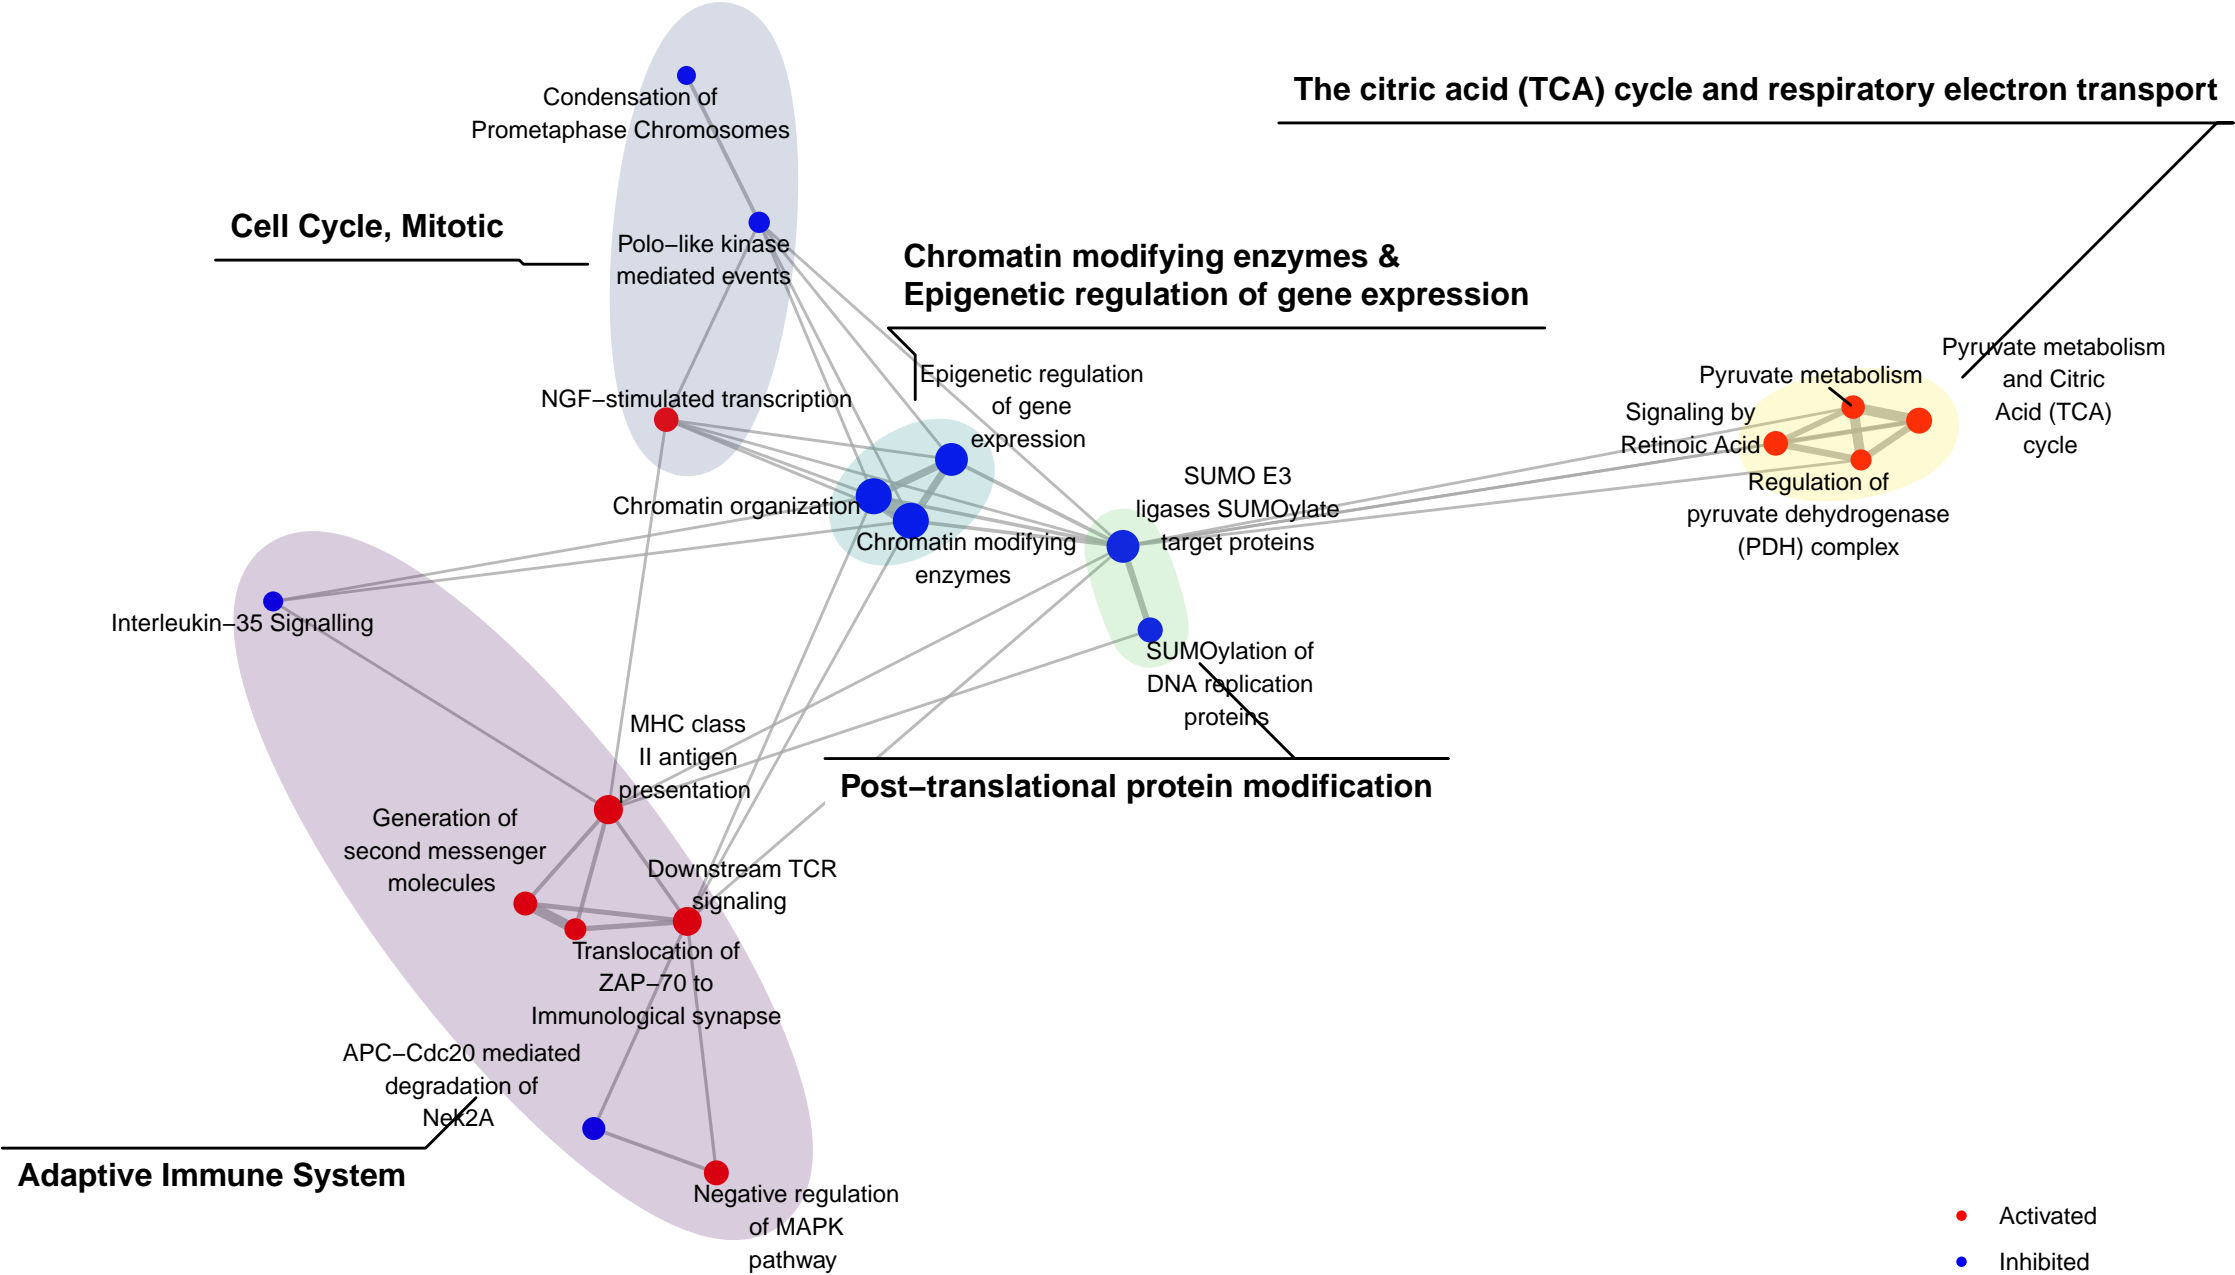 The citric acid (TCA) cycle and respiratory electron transport
Condensation of
Prometaphase Chromosomes
Cell Cycle, Mitotic
Polo−like kinase
mediated events
Chromatin modifying enzymes &
Epigenetic regulation of gene expression
NGF−stimulated transcription
Epigenetic regulation
of gene
expression
Pyruvate metabolism
Pyruvate metabolism
and Citric
Acid (TCA)
cycle
Signaling by
Retinoic Acid
Regulation of
pyruvate dehydrogenase
(PDH) complex
Chromatin organization
Chromatin modifying
enzymes
SUMO E3
ligases SUMOylate
target proteins
Interleukin−35 Signalling
SUMOylation of
DNA replication
proteins
Post−translational protein modification
MHC class
II antigen
presentation
Generation of
second messenger
molecules
Downstream TCR
signaling
Translocation of
ZAP−70 to
Immunological synapse
APC−Cdc20 mediated
degradation of
Nek2A
Adaptive Immune System
Negative regulation
of MAPK
pathway
Activated
Inhibited